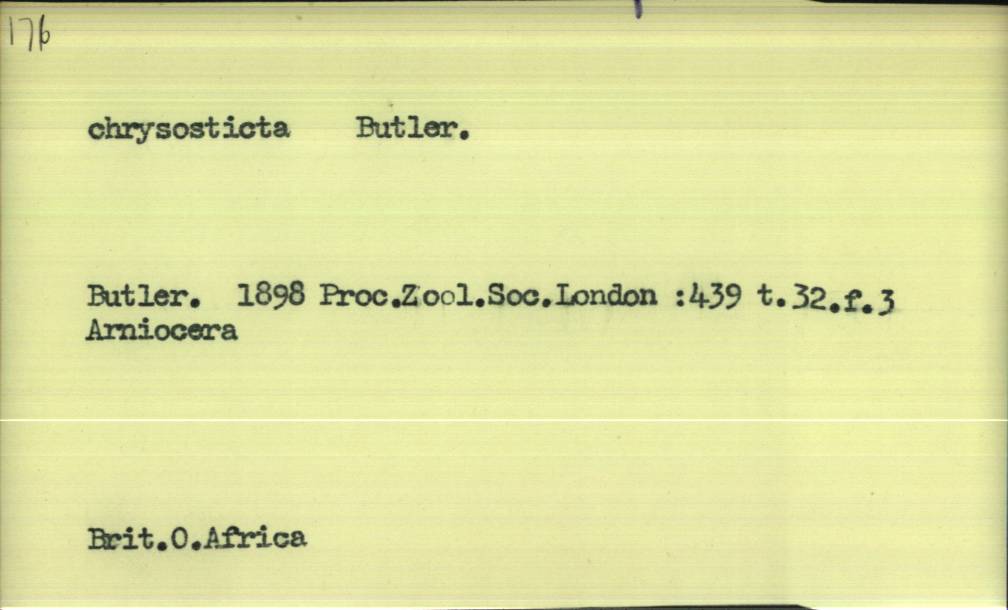 176
chrysosticta Butler.
Butler. 1898 Proc.Zool.Soc.London :439 t.32.f.3
Arniocera
Brit.O.Africa